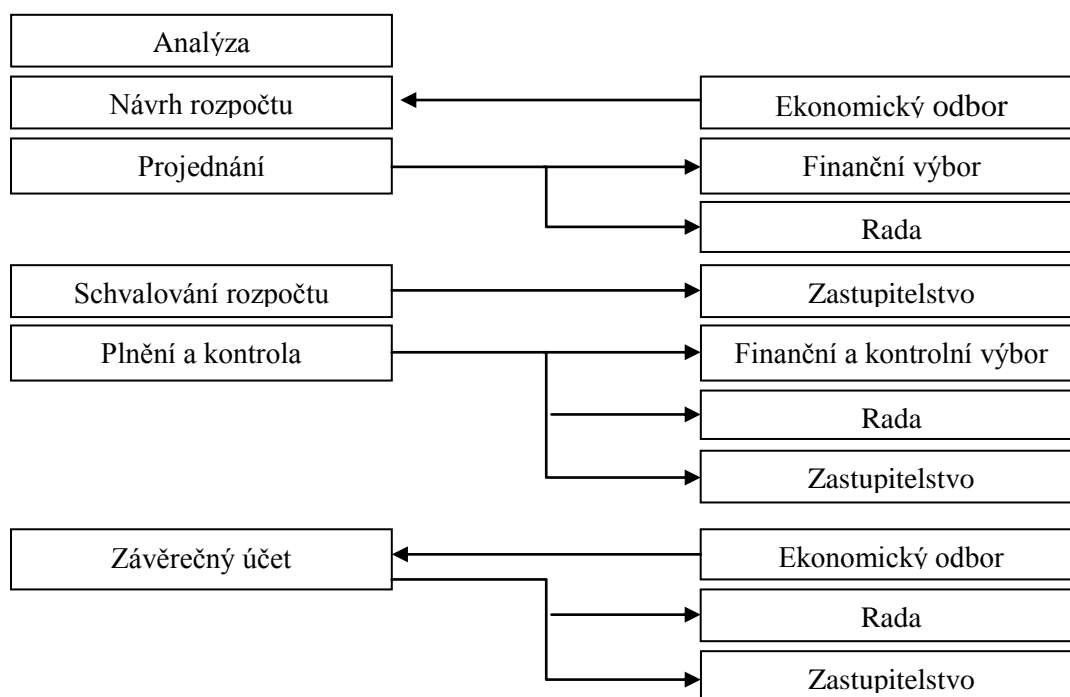 Analýza
Návrh rozpočtu
Ekonomický odbor
Projednání
Finanční výbor
Rada
Schvalování rozpočtu
Zastupitelstvo
Plnění a kontrola
Finanční a kontrolní výbor
Rada
Zastupitelstvo
Závěrečný účet
Ekonomický odbor
Rada
Zastupitelstvo